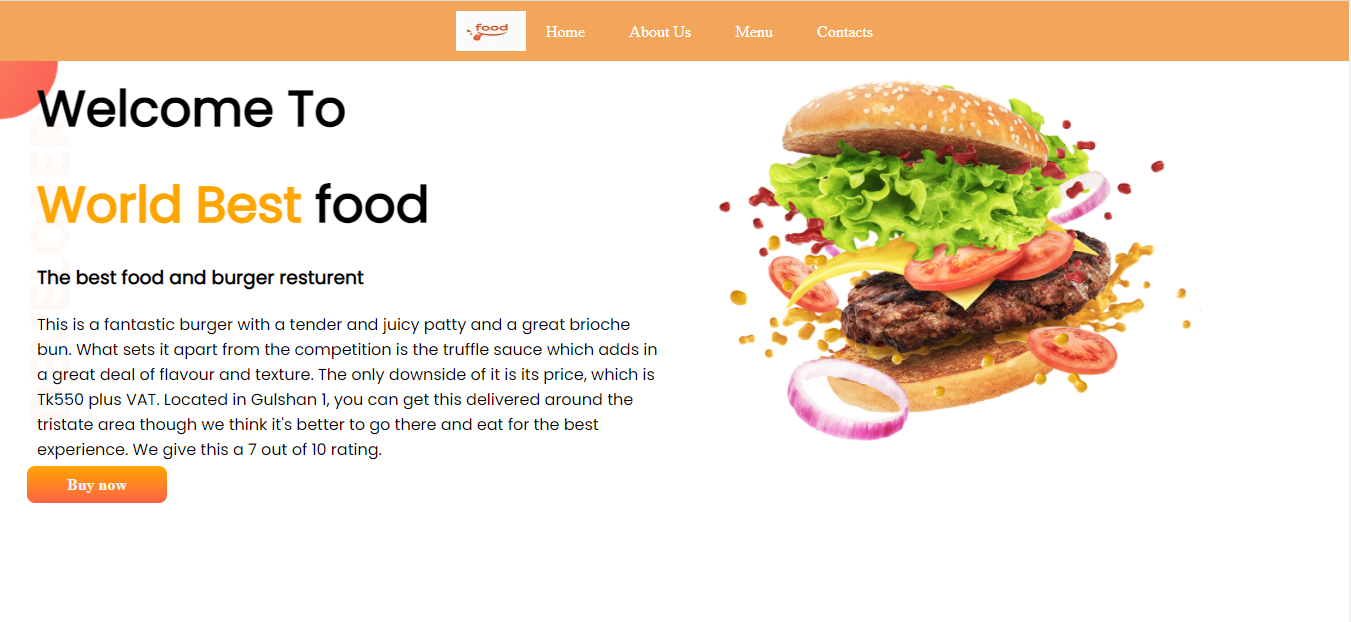 food
Home About Us Menu Contacts
Welcome To
World Best food
The best food and burger resturent
This is a fantastic burger with a tender and juicy patty and a great brioche
bun. What sets it apart from the competition is the truffle sauce which adds in
a great deal of flavour and texture. The only downside of it is its price, which is
Tk550 plus VAT. Located in Gulshan 1, you can get this delivered around the
tristate area though we think it's better to go there and eat for the best
experience. We give this a 7 out of 10 rating.
Buy now